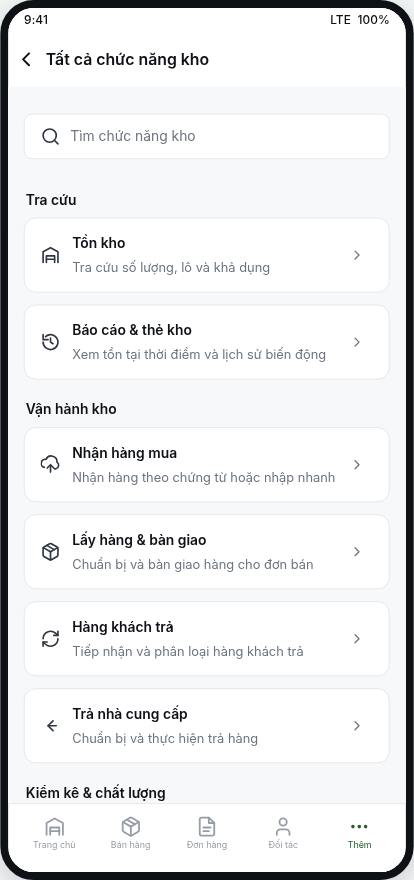 9:41 LTE 100%
Tất cả chức năng kho
Tìm chức năng kho
Tra cứu
Tồn kho
Tra cứu số lượng, lô và khả dụng
Báo cáo & thẻ kho
Xem tồn tại thời điểm và lịch sử biến động
Vận hành kho
Nhận hàng mua
Nhận hàng theo chứng từ hoặc nhập nhanh
Lấy hàng & bàn giao
Chuẩn bị và bàn giao hàng cho đơn bán
Hàng khách trả
Tiếp nhận và phân loại hàng khách trả
Trả nhà cung cấp
Chuẩn bị và thực hiện trả hàng
Kiểm kê & chất lượng
Trang chủ Bán hàng Đơn hàng Đối tác Thêm